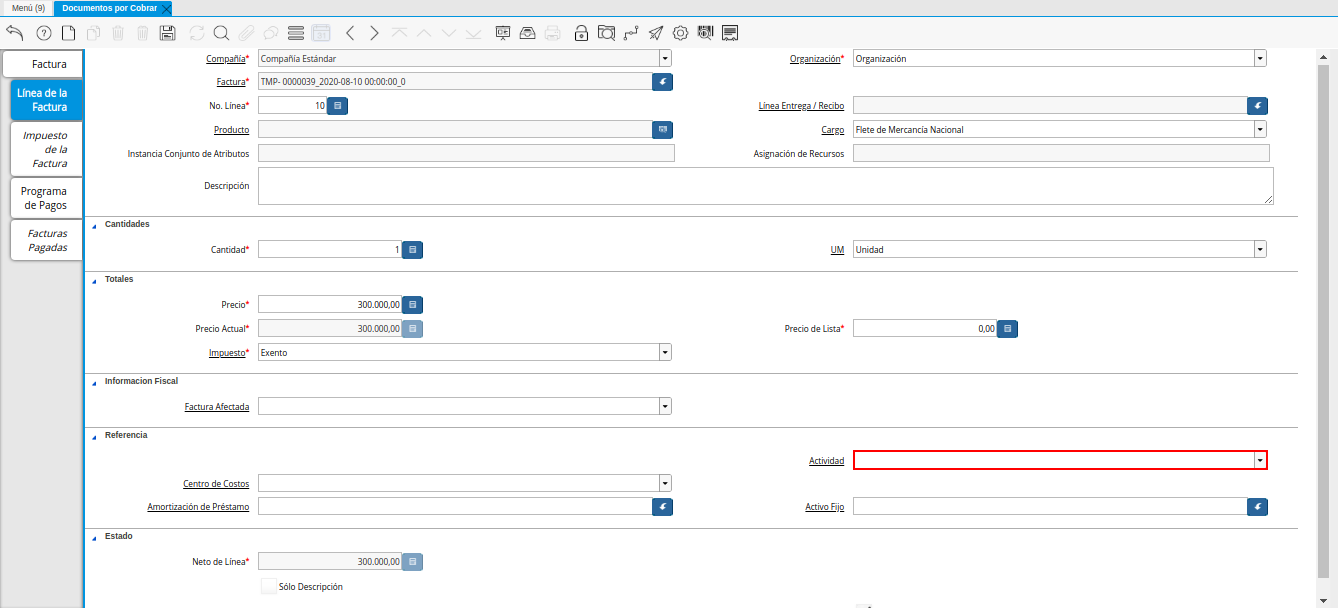 Menú (9)
Documentos por Cobrar
31
Factura
Línea de la
Factura
Impuesto
de la
Factura
Programa
de Pagos
Facturas
Pagadas
Compañía* Compañía Estándar
Organización* Organización
Factura* TMP- 0000039_2020-08-10 00:00:00_0
No. Línea* 10
Línea Entrega / Recibo
Producto
Cargo Flete de Mercancía Nacional
Instancia Conjunto de Atributos
Asignación de Recursos
Descripción
Cantidades
Cantidad* 1
UM Unidad
Totales
Precio* 300.000,00
Precio Actual* 300.000,00
Precio de Lista* 0,00
Impuesto* Exento
Informacion Fiscal
Factura Afectada
Referencia
Actividad
Centro de Costos
Amortización de Préstamo
Activo Fijo
Estado
Neto de Línea* 300.000,00
Sólo Descripción